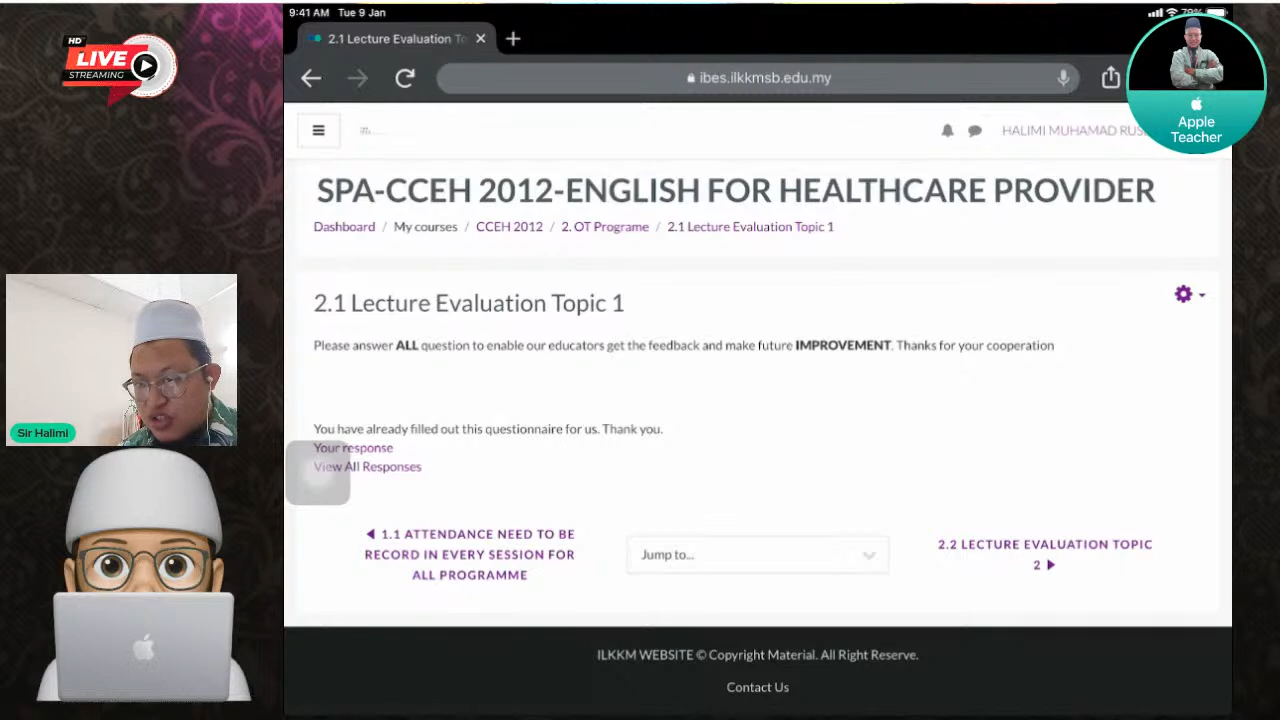 9:41 AM Tue 9 Jan
78%
HD
LIVE
STREAMING
2.1 Lecture Evaluation To
ibes.ilkkmsb.edu.my
Apple
Teacher
HALIMI MUHAMAD RUS
SPA-CCEH 2012-ENGLISH FOR HEALTHCARE PROVIDER
Dashboard / My courses / CCEH 2012 / 2. OT Programe / 2.1 Lecture Evaluation Topic 1
2.1 Lecture Evaluation Topic 1
Please answer ALL question to enable our educators get the feedback and make future IMPROVEMENT. Thanks for your cooperation
Sir Halimi
You have already filled out this questionnaire for us. Thank you.
Your response
View All Responses
◀ 1.1 ATTENDANCE NEED TO BE
RECORD IN EVERY SESSION FOR
ALL PROGRAMME
Jump to...
2.2 LECTURE EVALUATION TOPIC
2 ▶
ILKKM WEBSITE © Copyright Material. All Right Reserve.
Contact Us